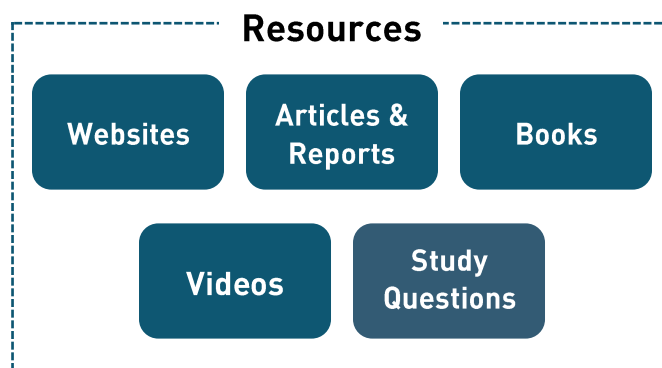 Resources
Websites
Articles &
Reports
Books
Videos
Study
Questions